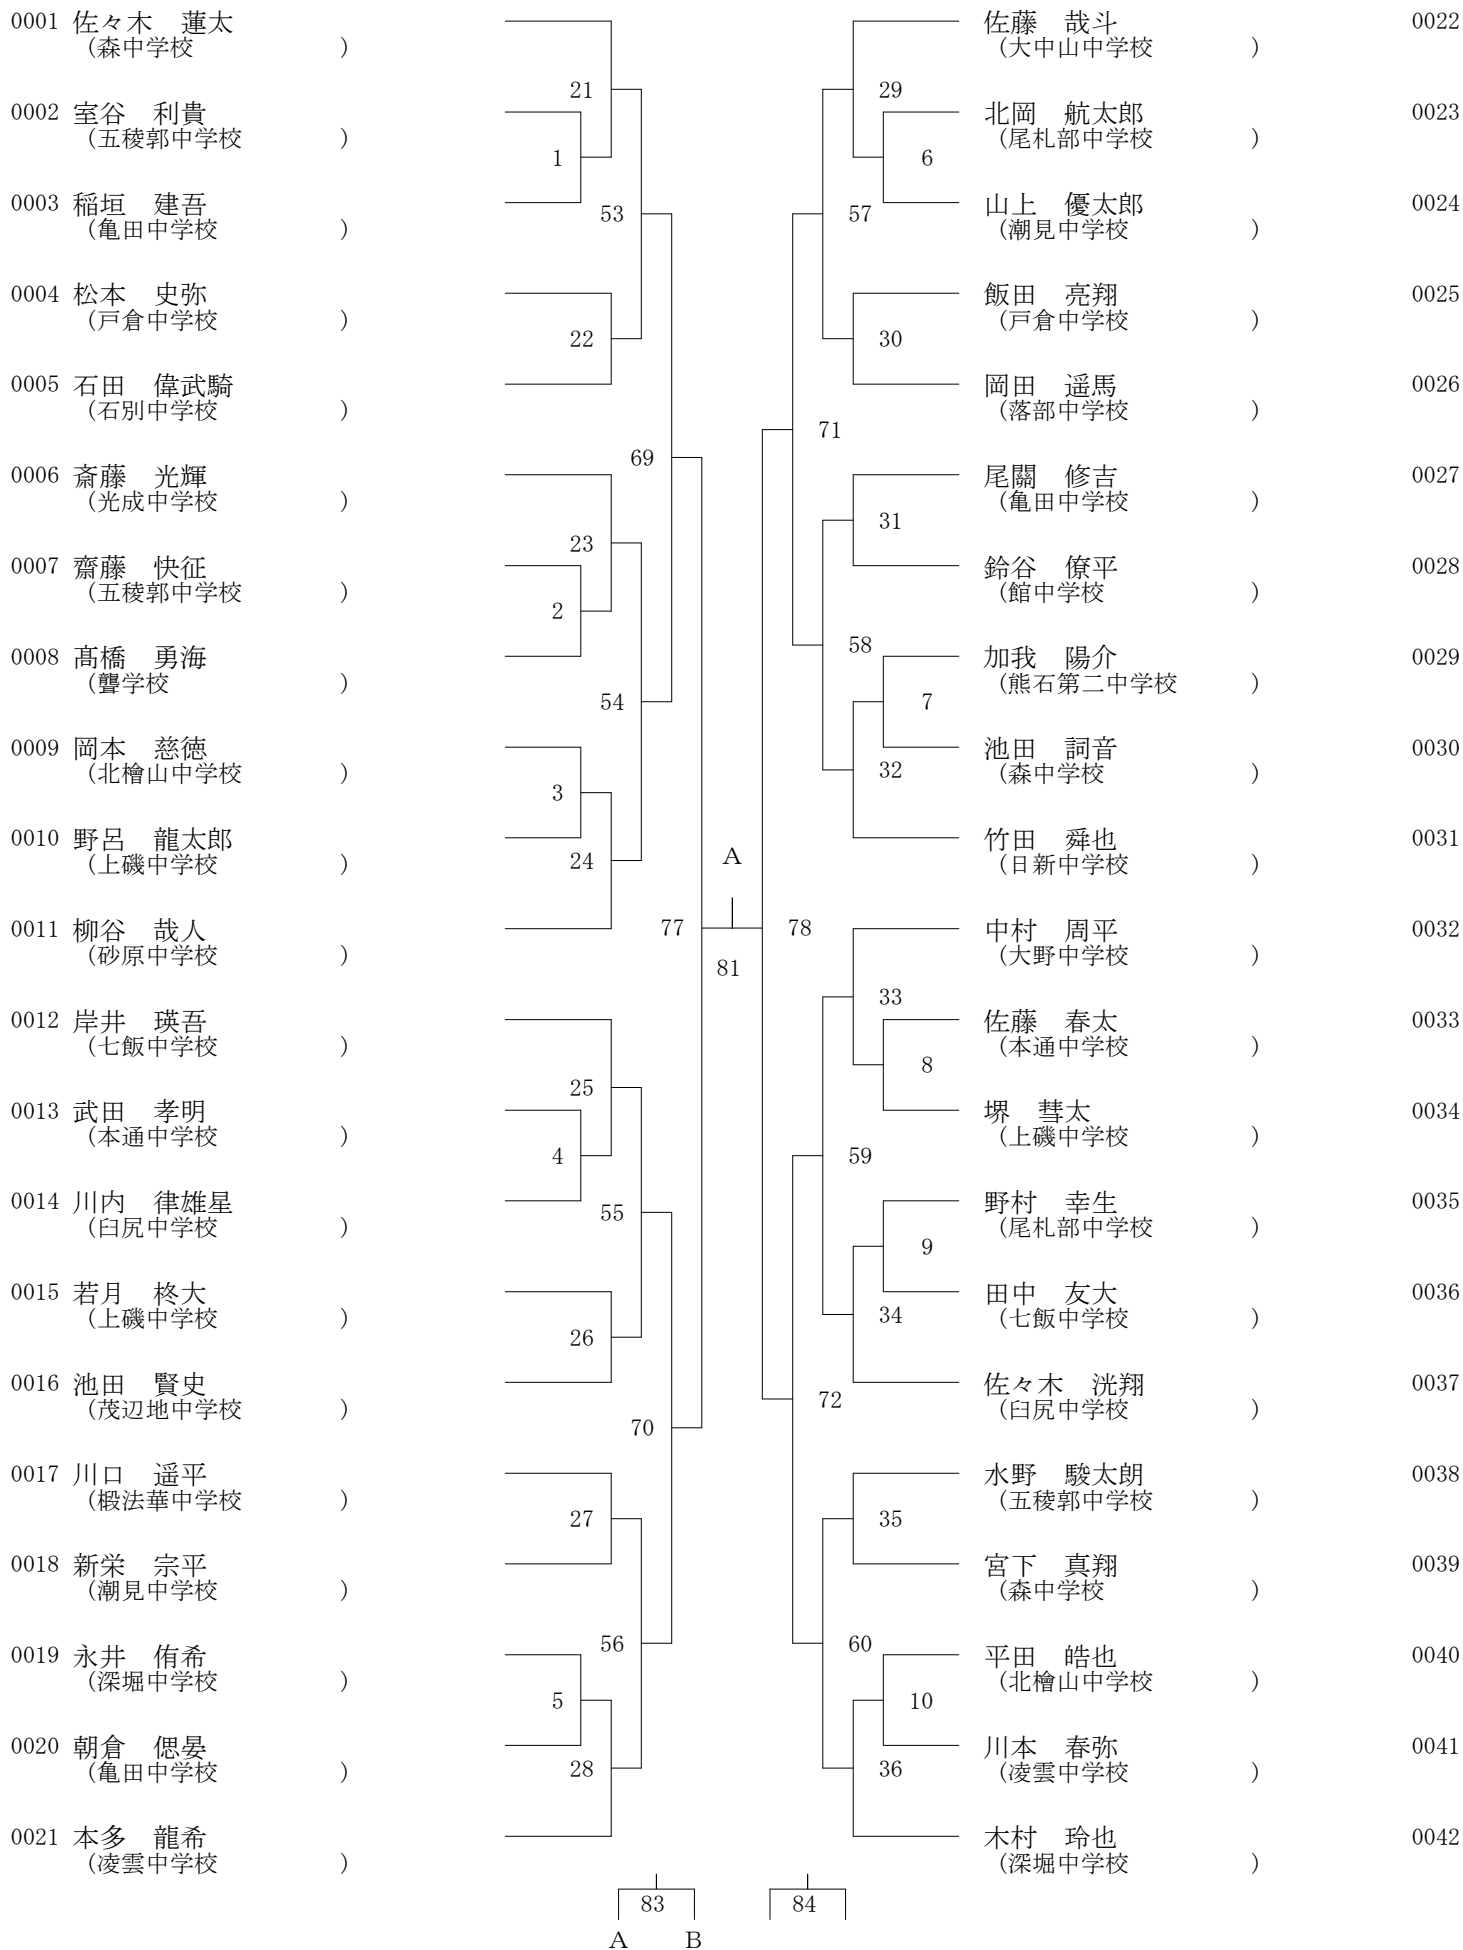 0001 佐々木　蓮太
（森中学校　）
0002 室谷　利貴
（五稜郭中学校　）
0003 稲垣　建吾
（亀田中学校　）
0004 松本　史弥
（戸倉中学校　）
0005 石田　偉武騎
（石別中学校　）
0006 斎藤　光輝
（光成中学校　）
0007 齋藤　快征
（五稜郭中学校　）
0008 髙橋　勇海
（聾学校　）
0009 岡本　慈徳
（北檜山中学校　）
0010 野呂　龍太郎
（上磯中学校　）
0011 柳谷　哉人
（砂原中学校　）
0012 岸井　瑛吾
（七飯中学校　）
0013 武田　孝明
（本通中学校　）
0014 川内　律雄星
（臼尻中学校　）
0015 若月　柊大
（上磯中学校　）
0016 池田　賢史
（茂辺地中学校　）
0017 川口　遥平
（椴法華中学校　）
0018 新栄　宗平
（潮見中学校　）
0019 永井　侑希
（深堀中学校　）
0020 朝倉　偲晏
（亀田中学校　）
0021 本多　龍希
（凌雲中学校　）
21
1
53
22
69
23
2
54
3
24
77
25
4
55
26
70
27
56
5
28
A
81
78
29
6
57
30
71
31
58
7
32
33
8
59
9
34
72
35
60
10
36
佐藤　哉斗 0022
（大中山中学校　）
北岡　航太郎 0023
（尾札部中学校　）
山上　優太郎 0024
（潮見中学校　）
飯田　亮翔 0025
（戸倉中学校　）
岡田　遥馬 0026
（落部中学校　）
尾關　修吉 0027
（亀田中学校　）
鈴谷　僚平 0028
（館中学校　）
加我　陽介 0029
（熊石第二中学校　）
池田　詞音 0030
（森中学校　）
竹田　舜也 0031
（日新中学校　）
中村　周平 0032
（大野中学校　）
佐藤　春太 0033
（本通中学校　）
堺　彗太 0034
（上磯中学校　）
野村　幸生 0035
（尾札部中学校　）
田中　友大 0036
（七飯中学校　）
佐々木　洸翔 0037
（臼尻中学校　）
水野　駿太朗 0038
（五稜郭中学校　）
宮下　真翔 0039
（森中学校　）
平田　皓也 0040
（北檜山中学校　）
川本　春弥 0041
（凌雲中学校　）
木村　玲也 0042
（深堀中学校　）
83
84
A B